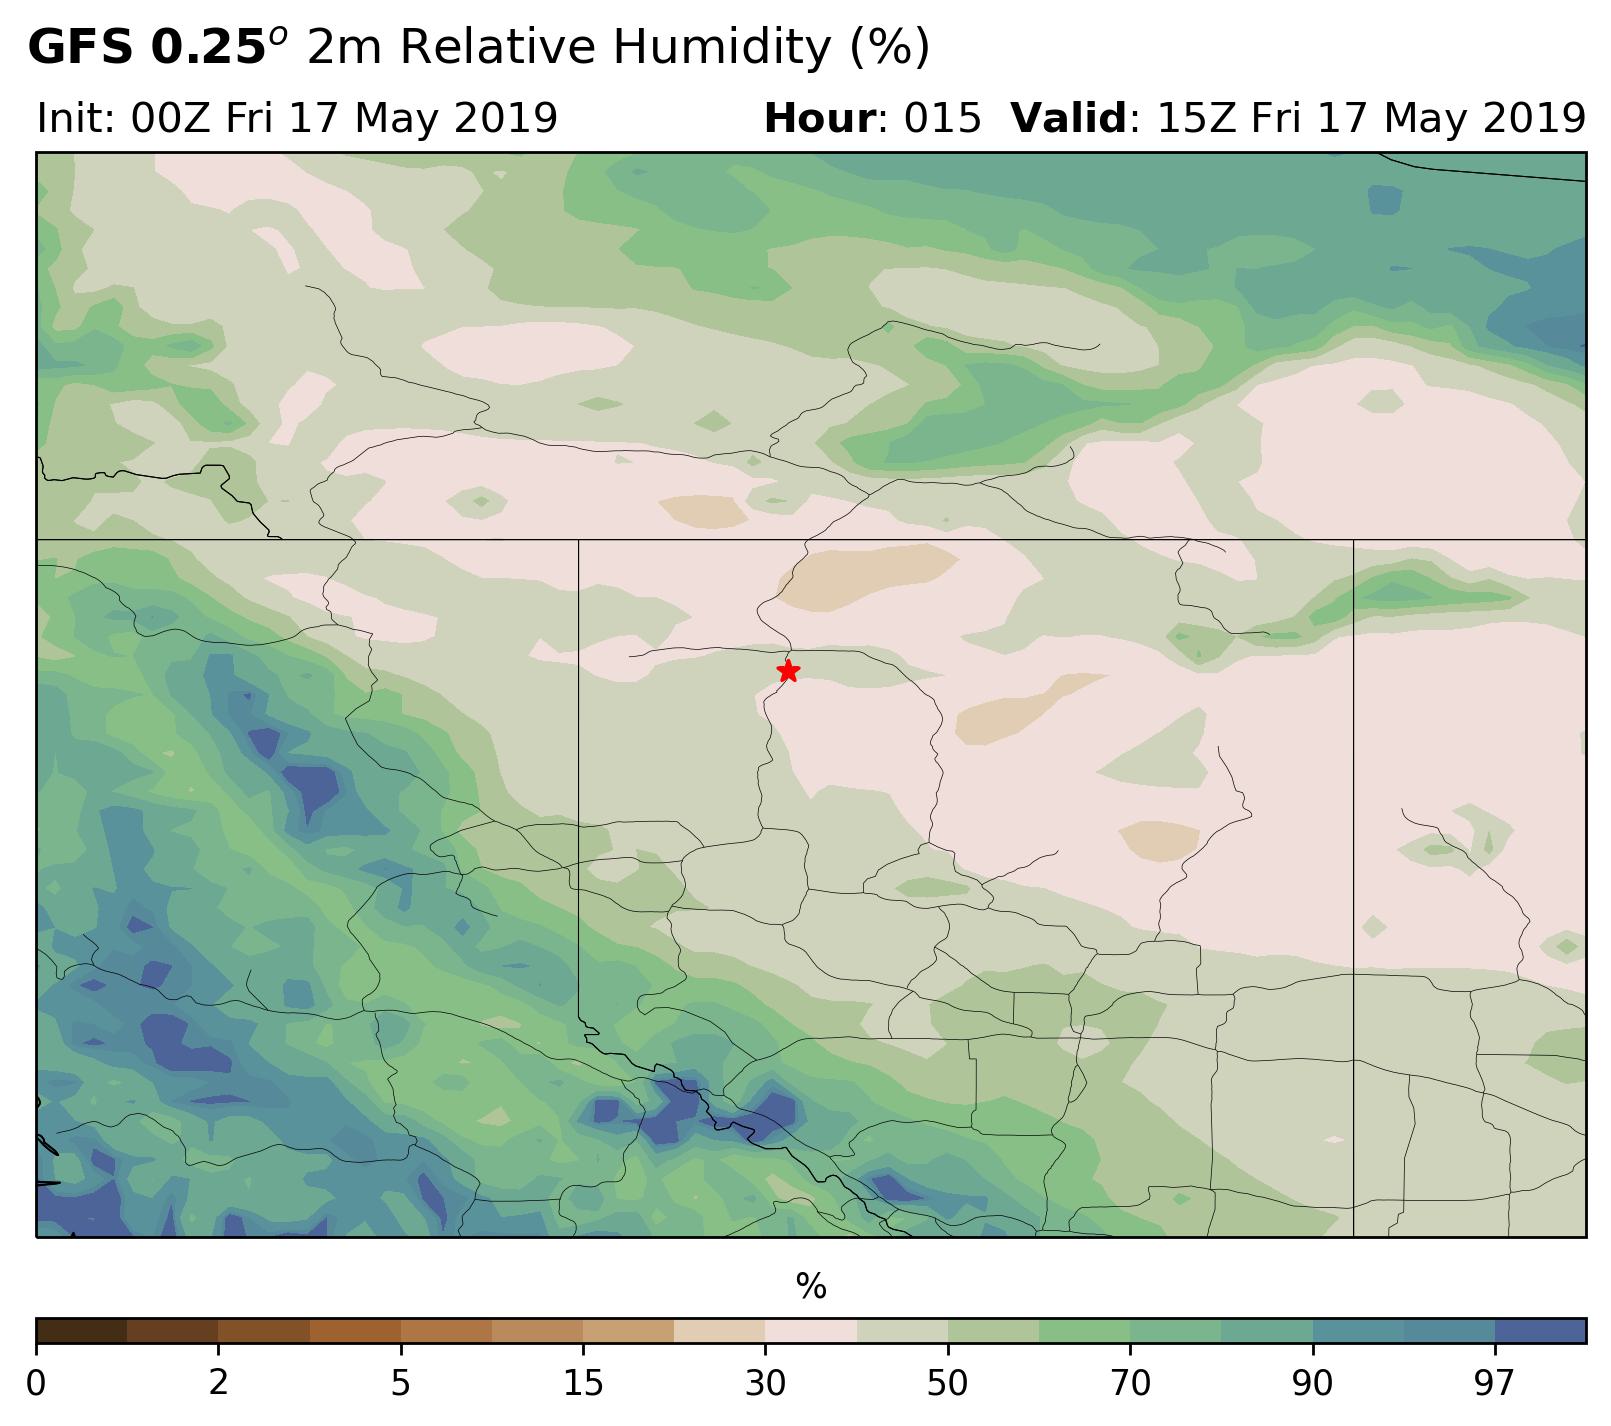 GFS 0.25° 2m Relative Humidity (%)
Init: 00Z Fri 17 May 2019 Hour: 015 Valid: 15Z Fri 17 May 2019
%
0 2 5 15 30 50 70 90 97